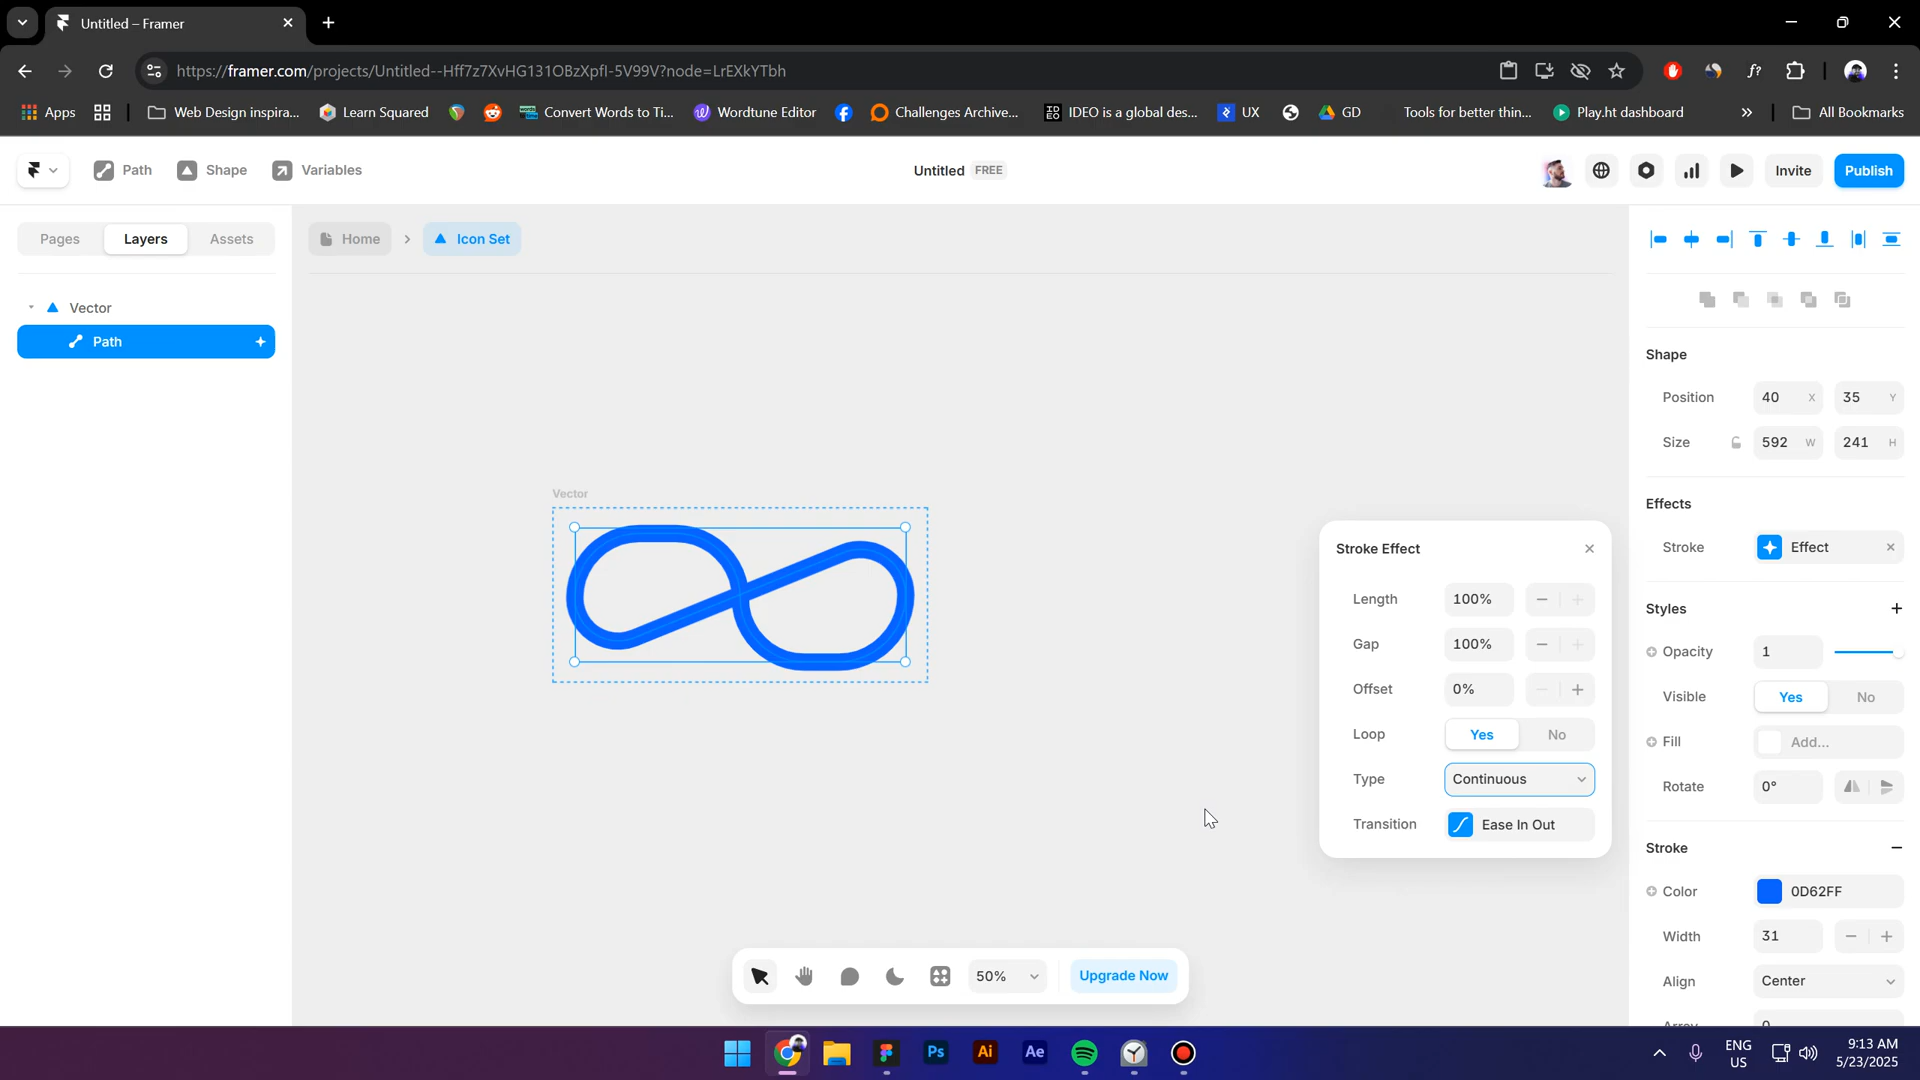 Untitled – Framer
https://framer.com/projects/Untitled--Hff7z7XvHG131OBzXpfI-5V99V?node=LrEXkYTbh
Apps
Web Design inspira...
Learn Squared
Convert Words to Ti...
Wordtune Editor
Challenges Archive...
IDEO is a global des...
UX
GD
Tools for better thin...
Play.ht dashboard
»
All Bookmarks
Path
Shape
Variables
Untitled FREE
Invite
Publish
Pages
Layers
Assets
Home
Icon Set
Vector
Path
Vector
Stroke Effect
Length 100%
Gap 100%
Offset 0%
Loop Yes No
Type Continuous
Transition Ease In Out
Shape
Position 40 X 35 Y
Size 592 W 241 H
Effects
Stroke Effect
Styles
Opacity 1
Visible Yes No
Fill Add...
Rotate 0°
Stroke
Color 0D62FF
Width 31
Align Center
Array 0
50%
Upgrade Now
Ps
Ai
Ae
ENG
US
9:13 AM
5/23/2025